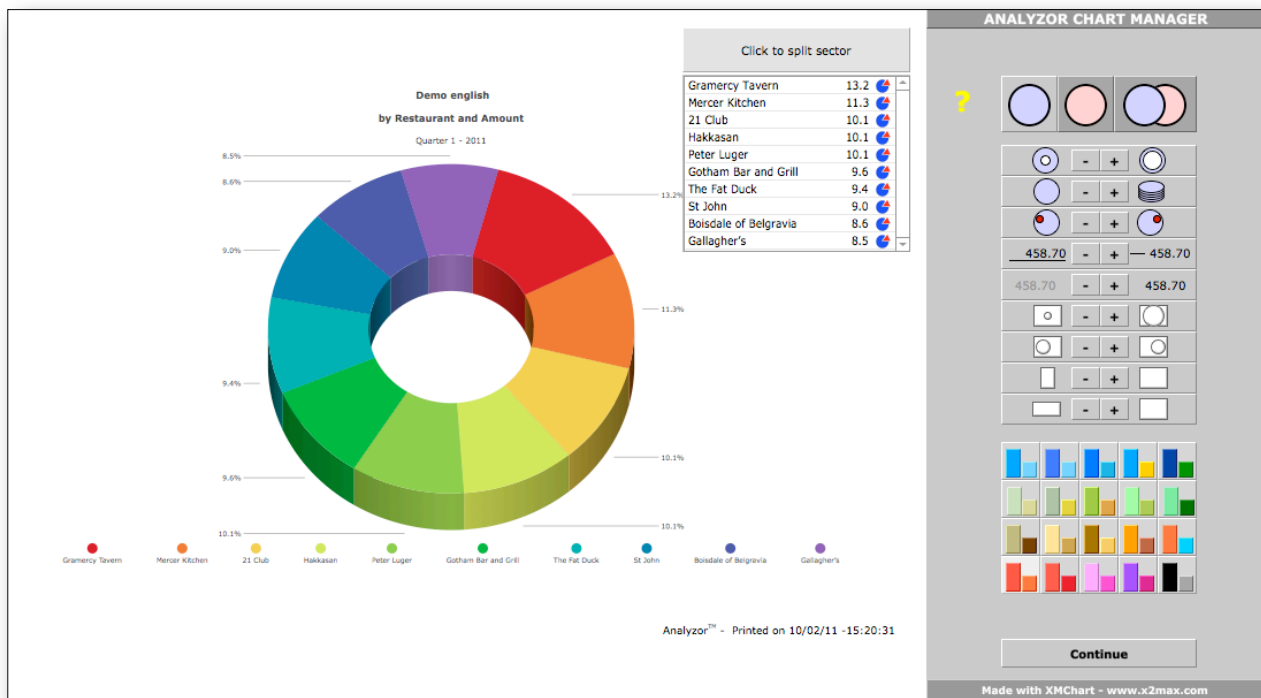 ANALYZOR CHART MANAGER
Click to split sector
Gramercy Tavern 13.2
Mercer Kitchen 11.3
21 Club 10.1
Hakkasan 10.1
Peter Luger 10.1
Gotham Bar and Grill 9.6
The Fat Duck 9.4
St John 9.0
Boisdale of Belgravia 8.6
Gallagher's 8.5
Demo english
by Restaurant and Amount
Quarter 1 - 2011
8.5%
8.6%
13.2%
9.0%
11.3%
9.4%
10.1%
9.6%
10.1%
10.1%
Gramercy Tavern Mercer Kitchen 21 Club Hakkasan Peter Luger Gotham Bar and Grill The Fat Duck St John Boisdale of Belgravia Gallagher's
Analyzor™ - Printed on 10/02/11 -15:20:31
?
- +
- +
- +
458.70 - + 458.70
458.70 - + 458.70
- +
- +
- +
- +
Continue
Made with XMChart - www.x2max.com